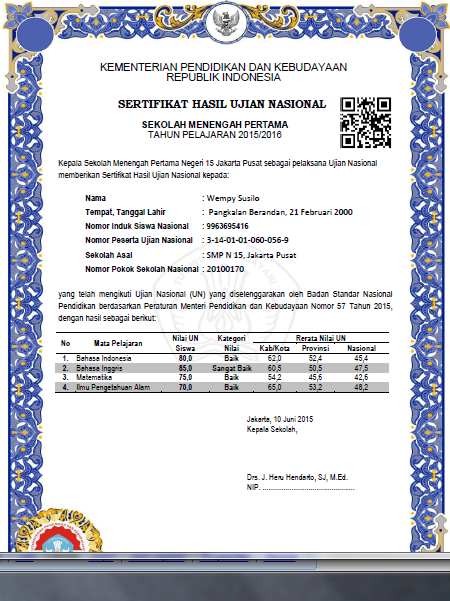 KEMENTERIAN PENDIDIKAN DAN KEBUDAYAAN
REPUBLIK INDONESIA
SERTIFIKAT HASIL UJIAN NASIONAL
SEKOLAH MENENGAH PERTAMA
TAHUN PELAJARAN 2015/2016
Kepala Sekolah Menengah Pertama Negeri 15 Jakarta Pusat sebagai pelaksana Ujian Nasional
memberikan Sertifikat Hasil Ujian Nasional kepada:
Nama : Wempy Susilo
Tempat, Tanggal Lahir : Pangkalan Berandan, 21 Februari 2000
Nomor Induk Siswa Nasional : 9963695416
Nomor Peserta Ujian Nasional : 3-14-01-01-060-056-9
Sekolah Asal : SMP N 15, Jakarta Pusat
Nomor Pokok Sekolah Nasional : 20100170
yang telah mengikuti Ujian Nasional (UN) yang diselenggarakan oleh Badan Standar Nasional
Pendidikan berdasarkan Peraturan Menteri Pendidikan dan Kebudayaan Nomor 57 Tahun 2015,
dengan hasil sebagai berikut:
No Mata Pelajaran Nilai UN Siswa Kategori Nilai Rerata Nilai UN
Kab/Kota Provinsi Nasional
1. Bahasa Indonesia 80,0 Baik 62,0 52,4 45,4
2. Bahasa Inggris 85,0 Sangat Baik 60,5 50,5 47,5
3. Matematika 75,0 Baik 54,2 45,6 42,6
4. Ilmu Pengetahuan Alam 70,0 Baik 65,0 53,2 48,2
Jakarta, 10 Juni 2015
Kepala Sekolah,
Drs. J. Heru Hendarto, SJ, M.Ed.
NIP. ................................................